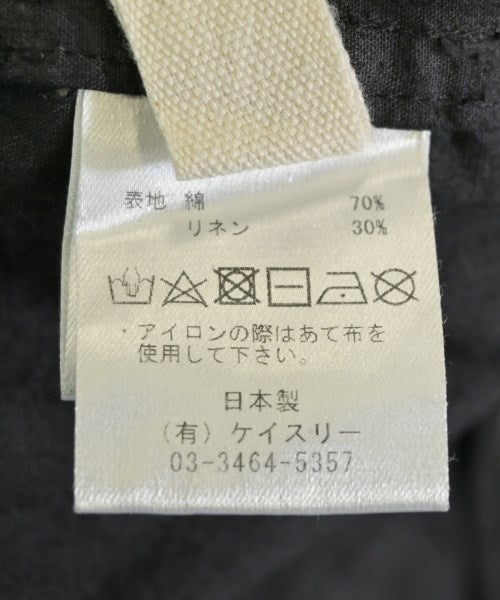 表地 綿 70%
リネン 30%
・アイロンの際はあて布を
使用して下さい。
日本製
(有) ケイスリー
03-3464-5357